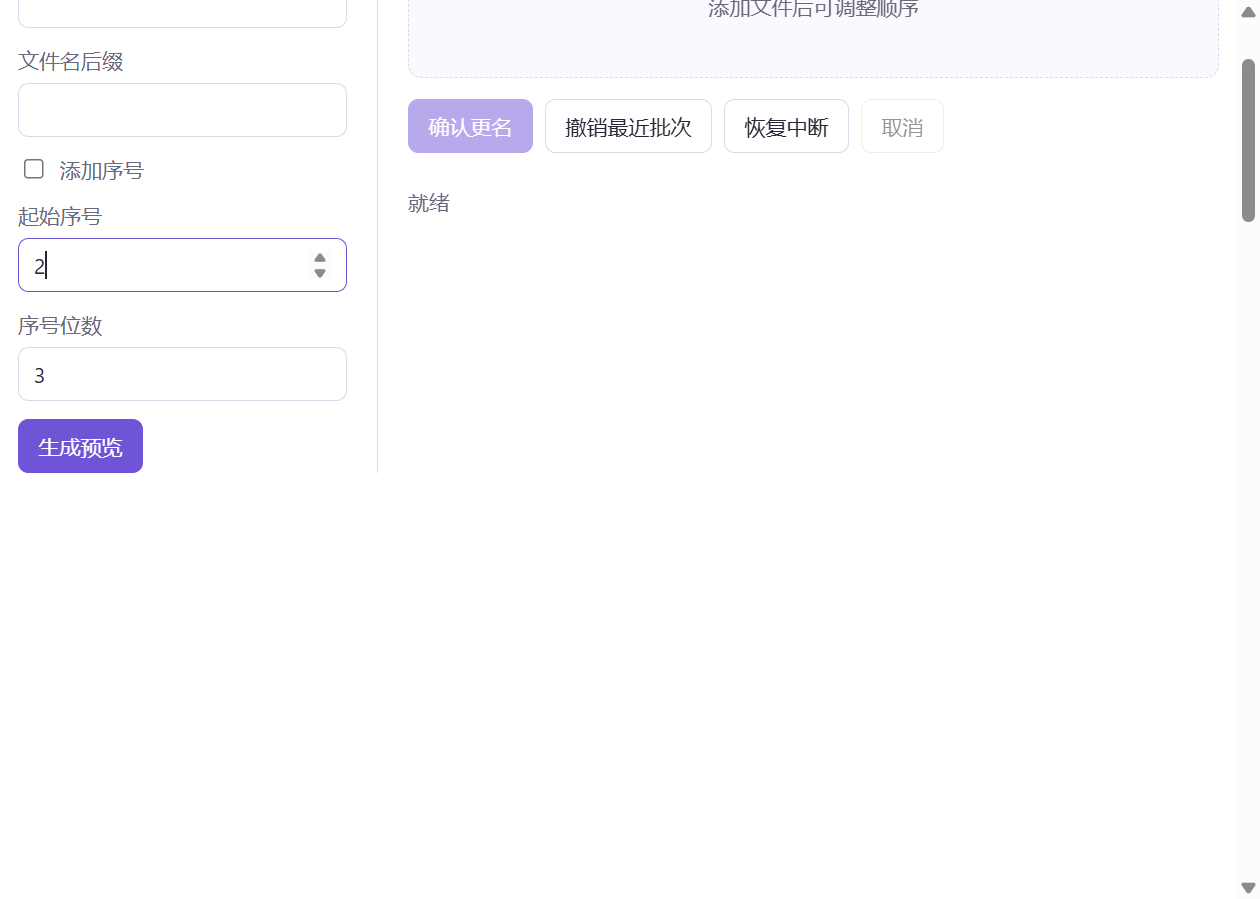 文件名后缀
添加序号
起始序号
2
序号位数
3
生成预览
添加文件后可调整顺序
确认更名
撤销最近批次
恢复中断
取消
就绪